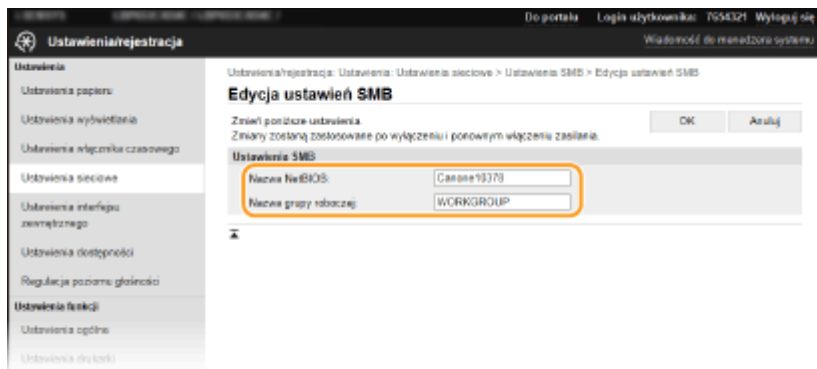 Do portalu Login użytkownika: 7654321 Wyloguj się
Ustawienia/rejestracja
Wiadomość do menedżera systemu
Ustawienia
Ustawienia papieru
Ustawienia wyświetlania
Ustawienia włącznika czasowego
Ustawienia sieciowe
Ustawienia interfejsu
zewnętrznego
Ustawienia dostępności
Regulacja poziomu głośności
Ustawienia funkcji
Ustawienia ogólne
Ustawienia drukarki
Ustawienia/rejestracja: Ustawienia: Ustawienia sieciowe > Ustawienia SMB > Edycja ustawień SMB
Edycja ustawień SMB
Zmień poniższe ustawienia.
Zmiany zostaną zastosowane po wyłączeniu i ponownym włączeniu zasilania.
OK Anuluj
Ustawienia SMB
Nazwa NetBIOS: Canone19378
Nazwa grupy roboczej: WORKGROUP